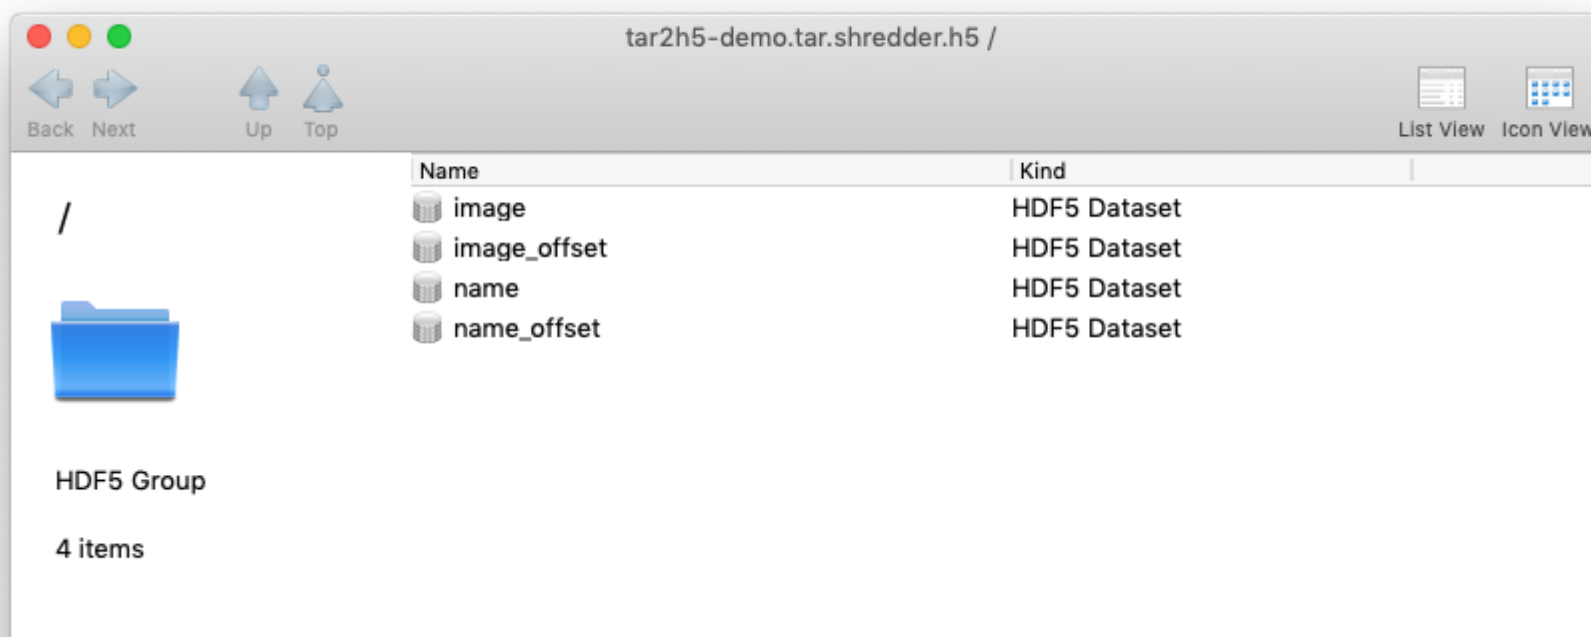 tar2h5-demo.tar.shredder.h5 /
Back Next Up Top List View Icon View
Name Kind
/
image HDF5 Dataset
image_offset HDF5 Dataset
name HDF5 Dataset
name_offset HDF5 Dataset
HDF5 Group
4 items